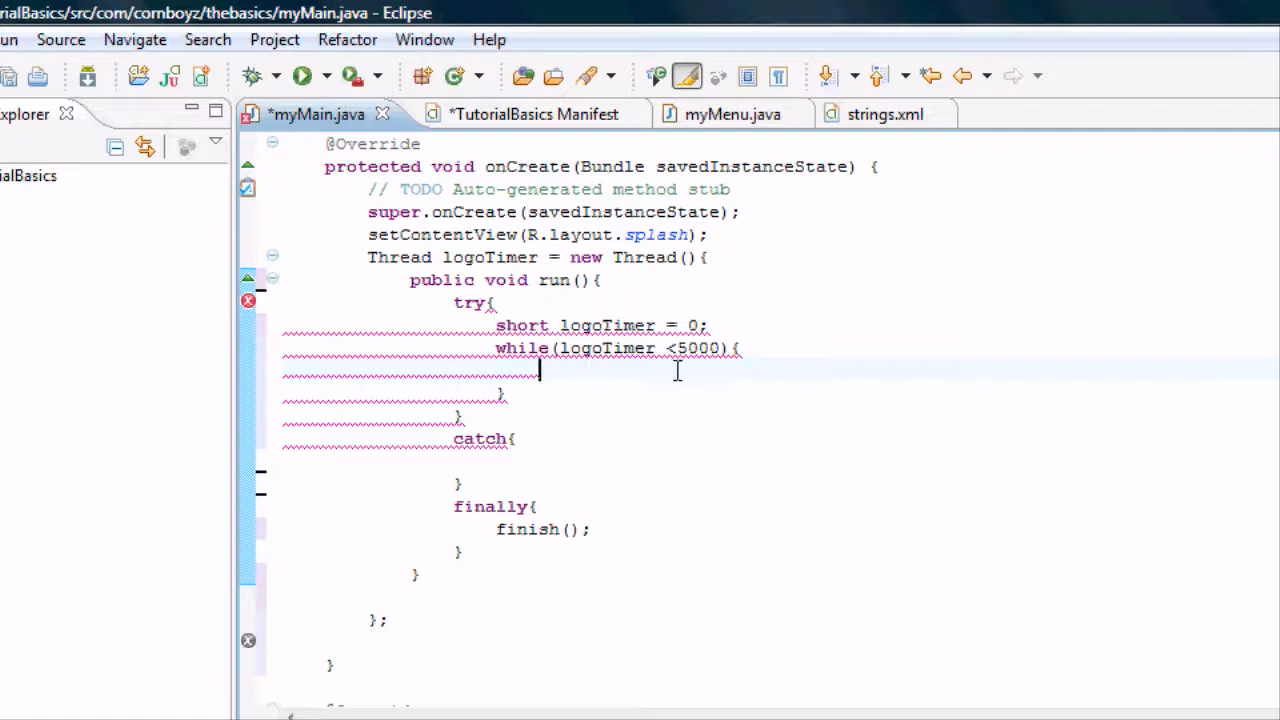 rialBasics/src/com/cornboyz/thebasics/myMain.java - Eclipse
un Source Navigate Search Project Refactor Window Help
xplorer *myMain.java *TutorialBasics Manifest myMenu.java strings.xml
ialBasics
@Override
protected void onCreate(Bundle savedInstanceState) {
// TODO Auto-generated method stub
super.onCreate(savedInstanceState);
setContentView(R.layout.splash);
Thread logoTimer = new Thread(){
public void run(){
try{
short logoTimer = 0;
while(logoTimer <5000){
}
}
catch{
}
finally{
finish();
}
}
};
}